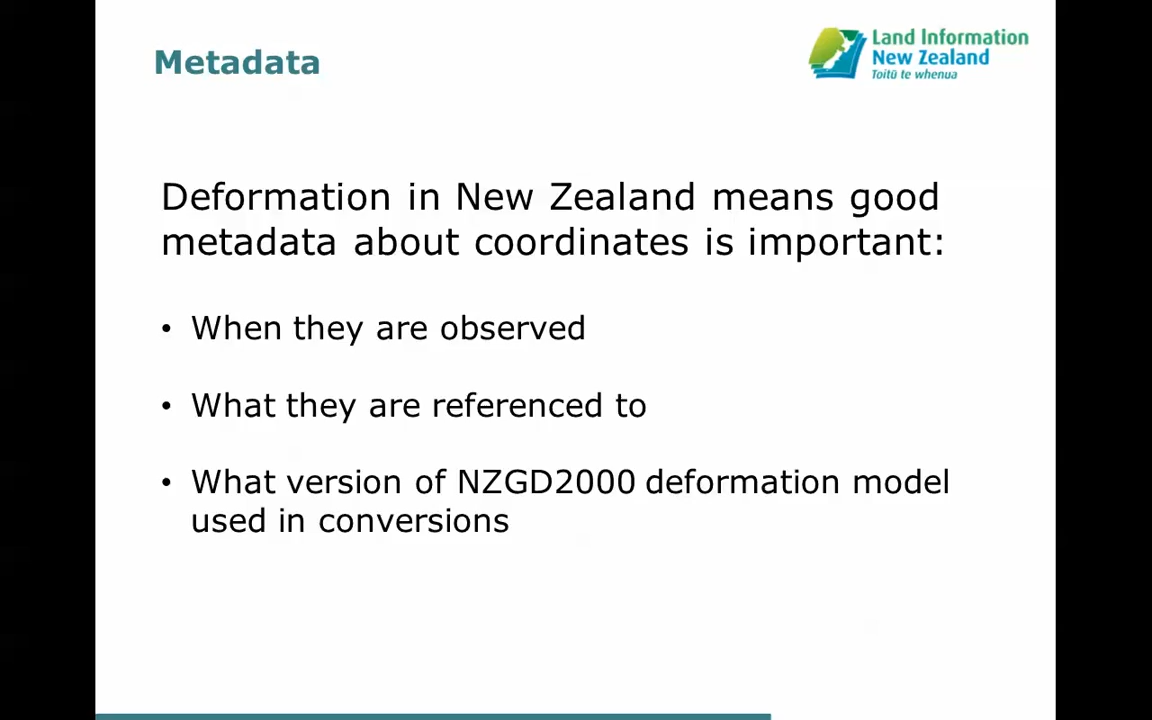 Metadata
Land Information
New Zealand
Toitū te whenua
Deformation in New Zealand means good
metadata about coordinates is important:
• When they are observed
• What they are referenced to
• What version of NZGD2000 deformation model
used in conversions